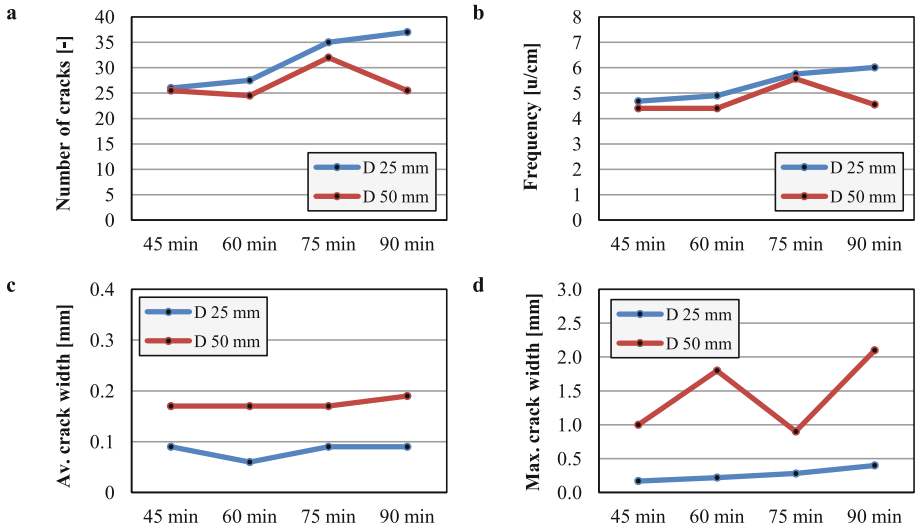 a
Number of cracks [-]
40
35
30
25
20
15
10
5
0
D 25 mm
D 50 mm
45 min 60 min 75 min 90 min
b
Frequency [u/cm]
8
7
6
5
4
3
2
1
0
D 25 mm
D 50 mm
45 min 60 min 75 min 90 min
c
Av. crack width [mm]
0.4
0.3
0.2
0.1
0
D 25 mm
D 50 mm
45 min 60 min 75 min 90 min
d
Max. crack width [mm]
3.0
2.5
2.0
1.5
1.0
0.5
0.0
D 25 mm
D 50 mm
45 min 60 min 75 min 90 min